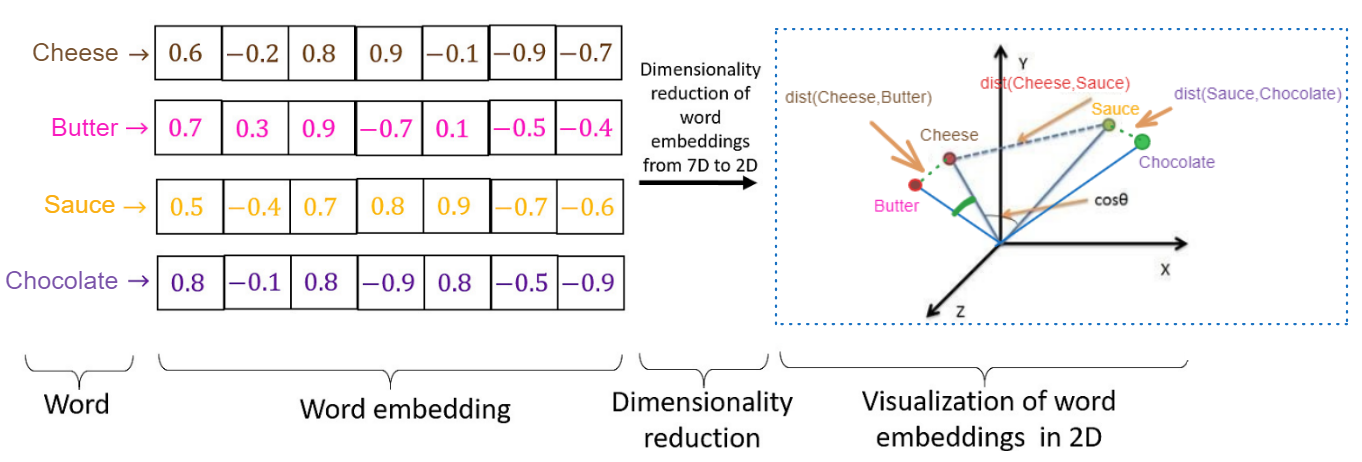 Cheese → 0.6 −0.2 0.8 0.9 −0.1 −0.9 −0.7
Butter → 0.7 0.3 0.9 −0.7 0.1 −0.5 −0.4
Sauce → 0.5 −0.4 0.7 0.8 0.9 −0.7 −0.6
Chocolate → 0.8 −0.1 0.8 −0.9 0.8 −0.5 −0.9
Dimensionality
reduction of
word
embeddings
from 7D to 2D
Y
dist(Cheese,Sauce)
dist(Cheese,Butter)
dist(Sauce,Chocolate)
Sauce
Cheese
Chocolate
Butter
cosθ
X
Z
Word
Word embedding
Dimensionality
reduction
Visualization of word
embeddings in 2D